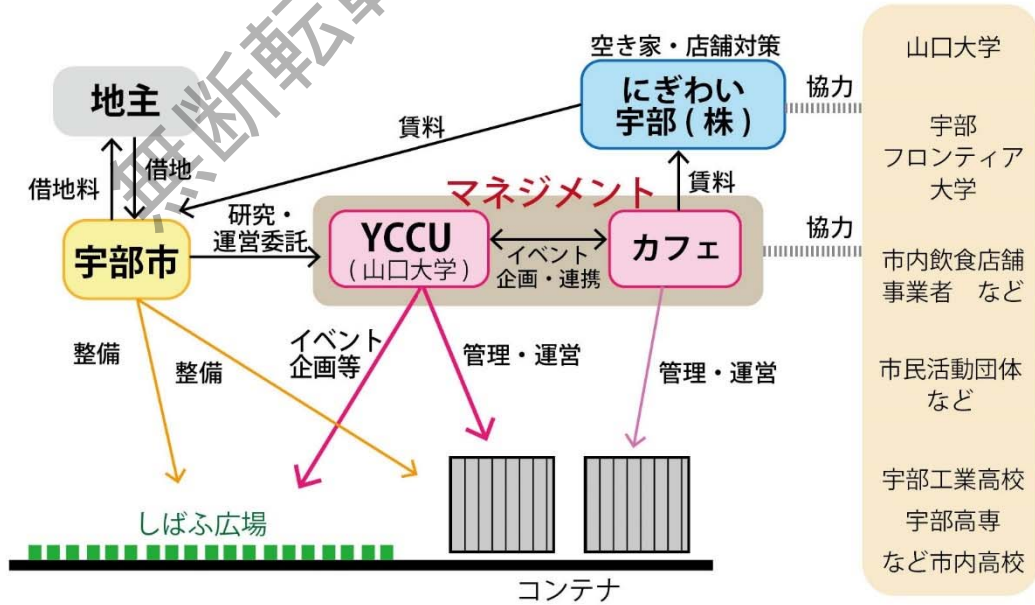 無断転
空き家・店舗対策
にぎわい
宇部(株)
地主
賃料
借地料
借地
宇部市
研究・
運営委託
マネジメント
YCCU
(山口大学)
イベント
企画・連携
カフェ
賃料
協力
協力
整備
整備
イベント
企画等
管理・運営
管理・運営
しばふ広場
コンテナ
山口大学
宇部
フロンティア
大学
市内飲食店舗
事業者　など
市民活動団体
など
宇部工業高校
宇部高専
など市内高校